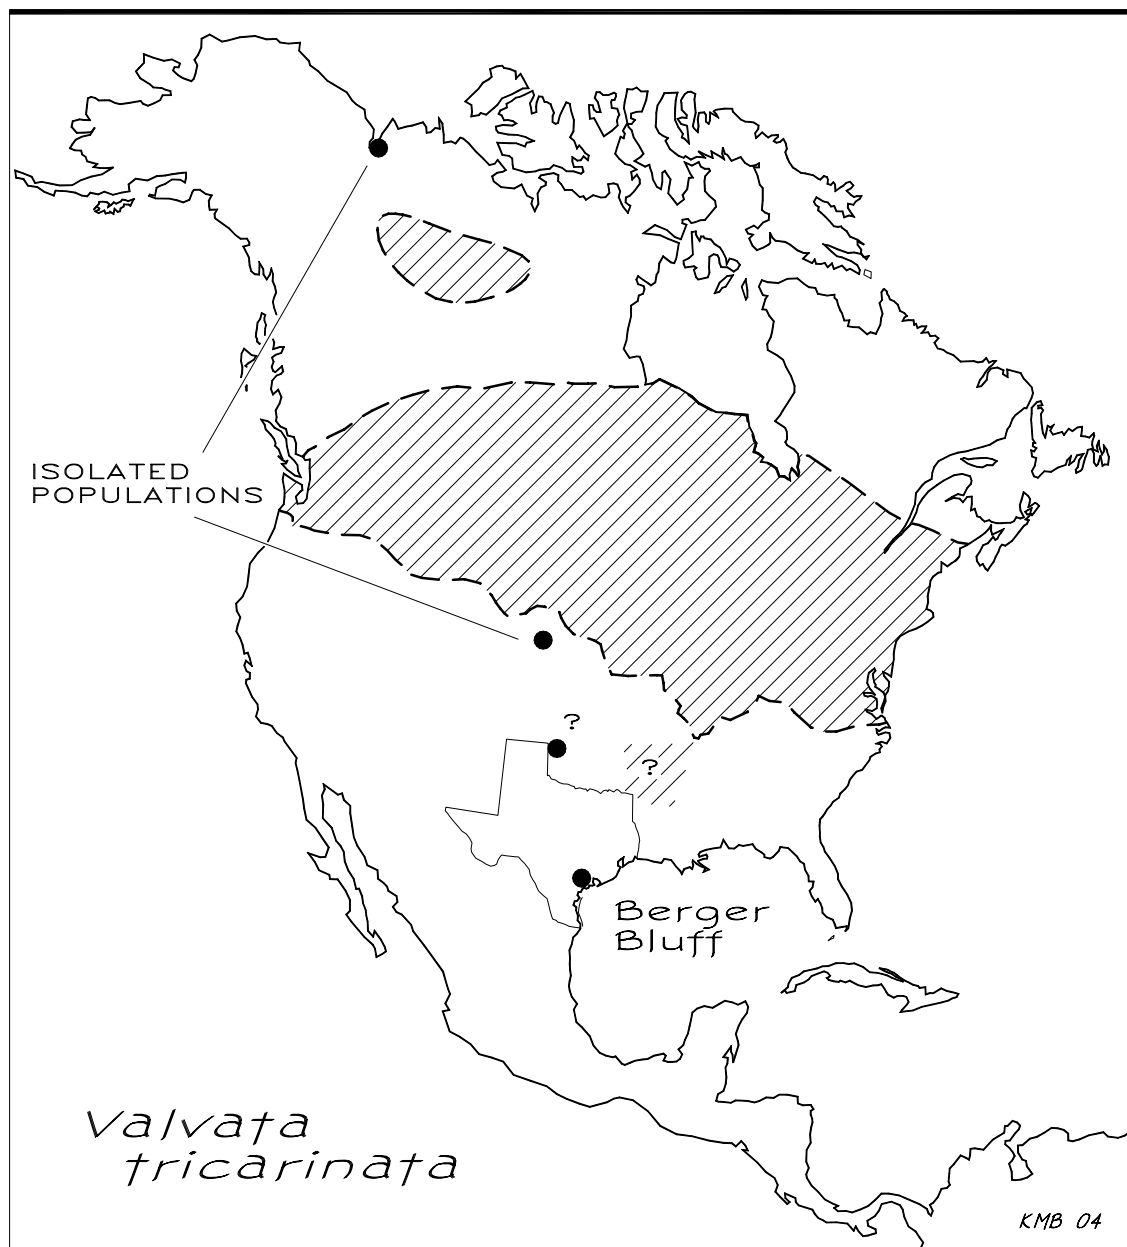 ISOLATED
POPULATIONS
?
?
Berger
Bluff
Valvata
tricarinata
KMB 04